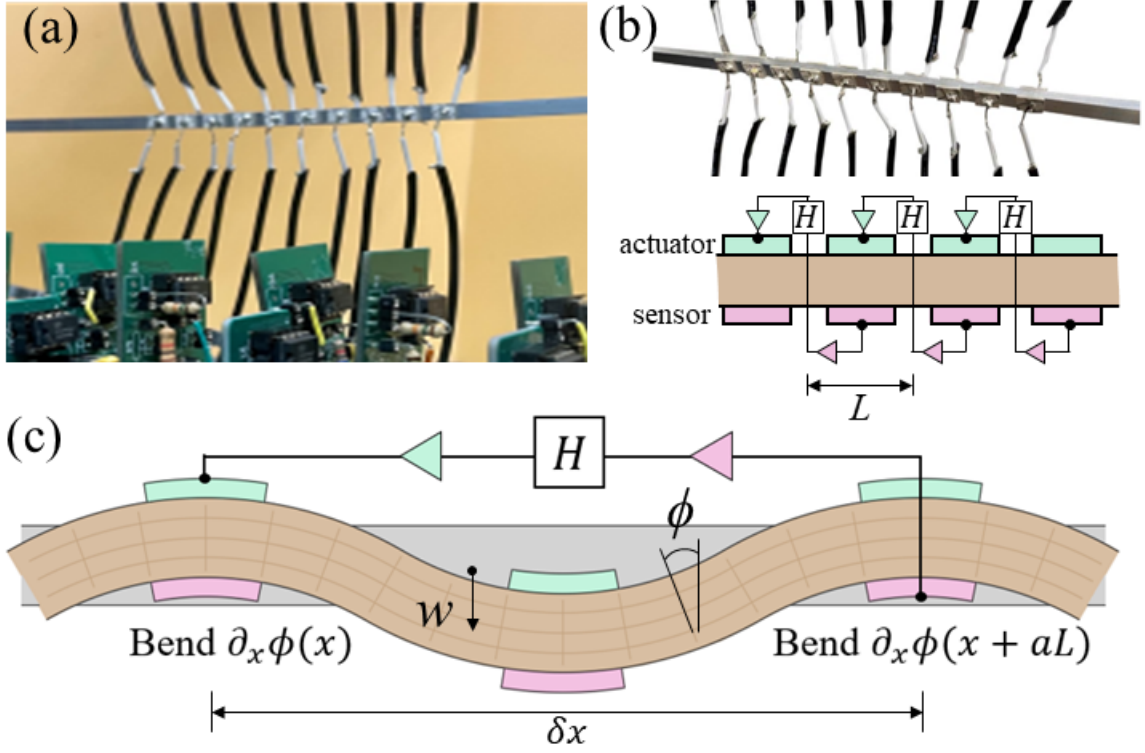 (a)
(b)
H H H
actuator
sensor
L
(c)
H
ϕ
w
Bend ∂ₓϕ(x) Bend ∂ₓϕ(x + aL)
δx